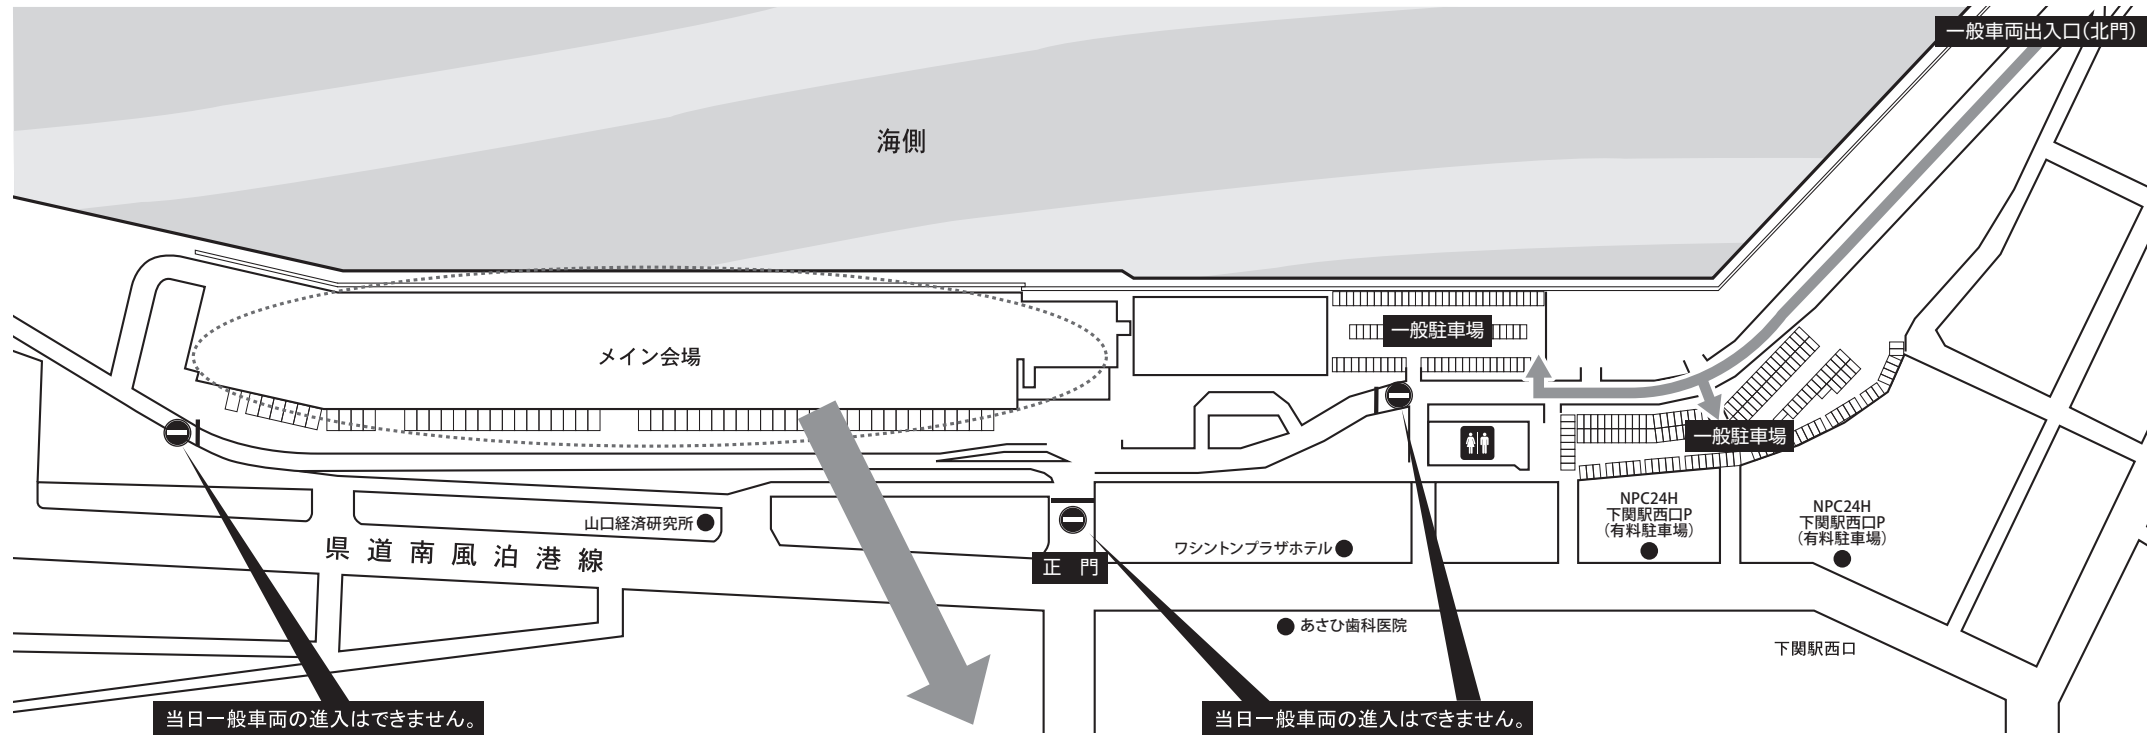 一般車両出入口(北門)
海側
一般駐車場
メイン会場
一般駐車場
NPC24H
下関駅西口P
(有料駐車場)
NPC24H
下関駅西口P
(有料駐車場)
山口経済研究所
県道南風泊港線
ワシントンプラザホテル
正 門
あさひ歯科医院
下関駅西口
当日一般車両の進入はできません。
当日一般車両の進入はできません。